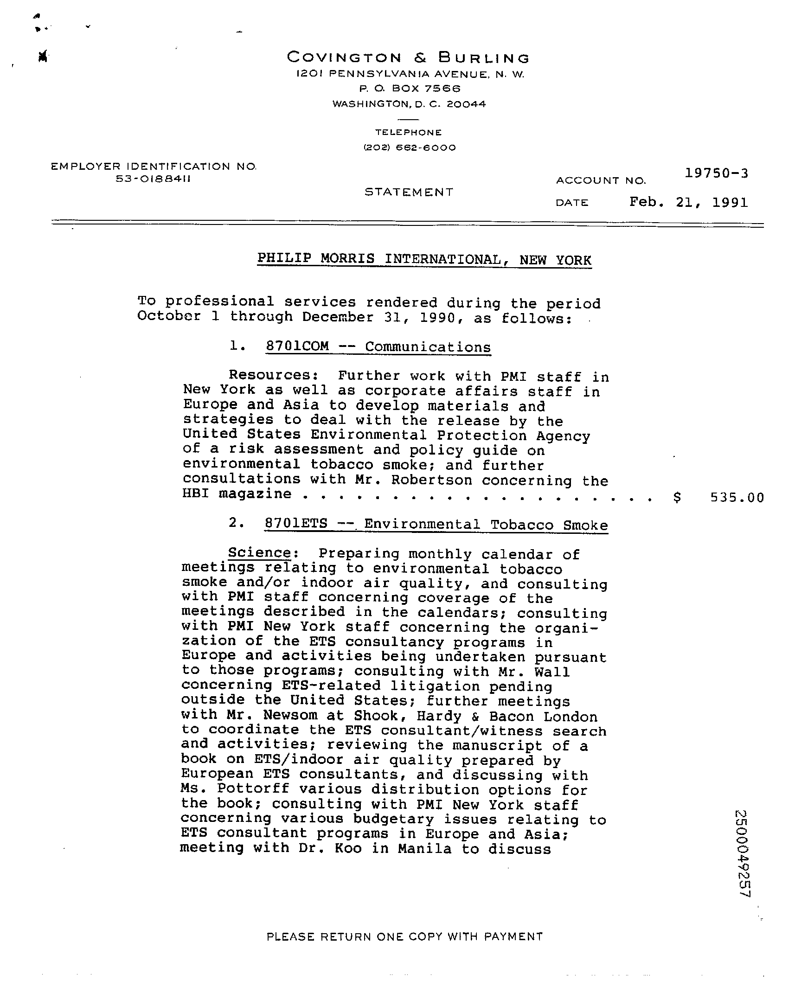 COVINGTON & BURLING
1201 PENNSYLVANIA AVENUE, N. W.
P. O. BOX 7566
WASHINGTON, D. C. 20044
TELEPHONE
(202) 662-6000
EMPLOYER IDENTIFICATION NO.
53-0188411
STATEMENT
ACCOUNT NO. 19750-3
DATE Feb. 21, 1991
PHILIP MORRIS INTERNATIONAL, NEW YORK
To professional services rendered during the period
October 1 through December 31, 1990, as follows:
1. 8701COM -- Communications
Resources: Further work with PMI staff in
New York as well as corporate affairs staff in
Europe and Asia to develop materials and
strategies to deal with the release by the
United States Environmental Protection Agency
of a risk assessment and policy guide on
environmental tobacco smoke; and further
consultations with Mr. Robertson concerning the
HBI magazine . . . . . . . . . . . . . . . . . . . . . $ 535.00
2. 8701ETS -- Environmental Tobacco Smoke
Science: Preparing monthly calendar of
meetings relating to environmental tobacco
smoke and/or indoor air quality, and consulting
with PMI staff concerning coverage of the
meetings described in the calendars; consulting
with PMI New York staff concerning the organi-
zation of the ETS consultancy programs in
Europe and activities being undertaken pursuant
to those programs; consulting with Mr. Wall
concerning ETS-related litigation pending
outside the United States; further meetings
with Mr. Newsom at Shook, Hardy & Bacon London
to coordinate the ETS consultant/witness search
and activities; reviewing the manuscript of a
book on ETS/indoor air quality prepared by
European ETS consultants, and discussing with
Ms. Pottorff various distribution options for
the book; consulting with PMI New York staff
concerning various budgetary issues relating to
ETS consultant programs in Europe and Asia;
meeting with Dr. Koo in Manila to discuss
2500049257
PLEASE RETURN ONE COPY WITH PAYMENT